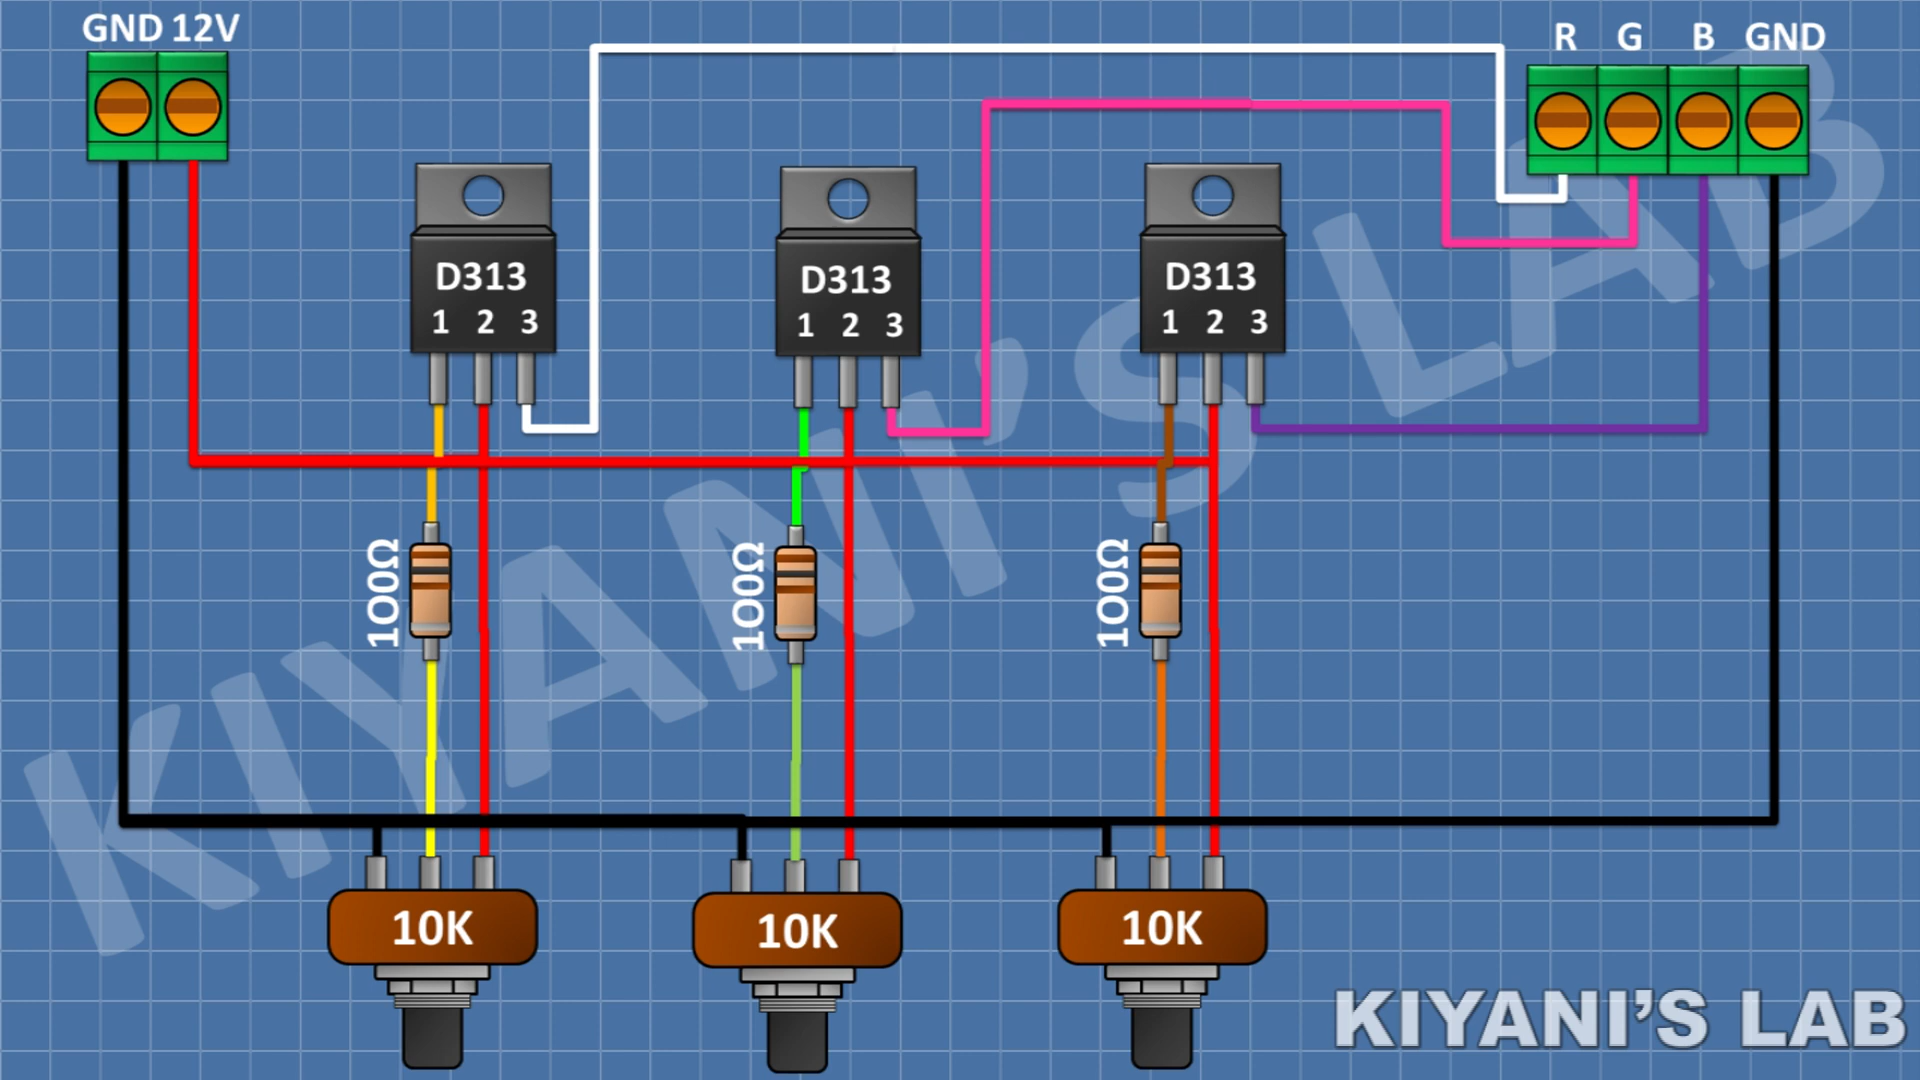 GND 12V
R G B GND
D313
1 2 3
D313
1 2 3
D313
1 2 3
100Ω
100Ω
100Ω
KIYANI'S LAB
10K
10K
10K
KIYANI'S LAB